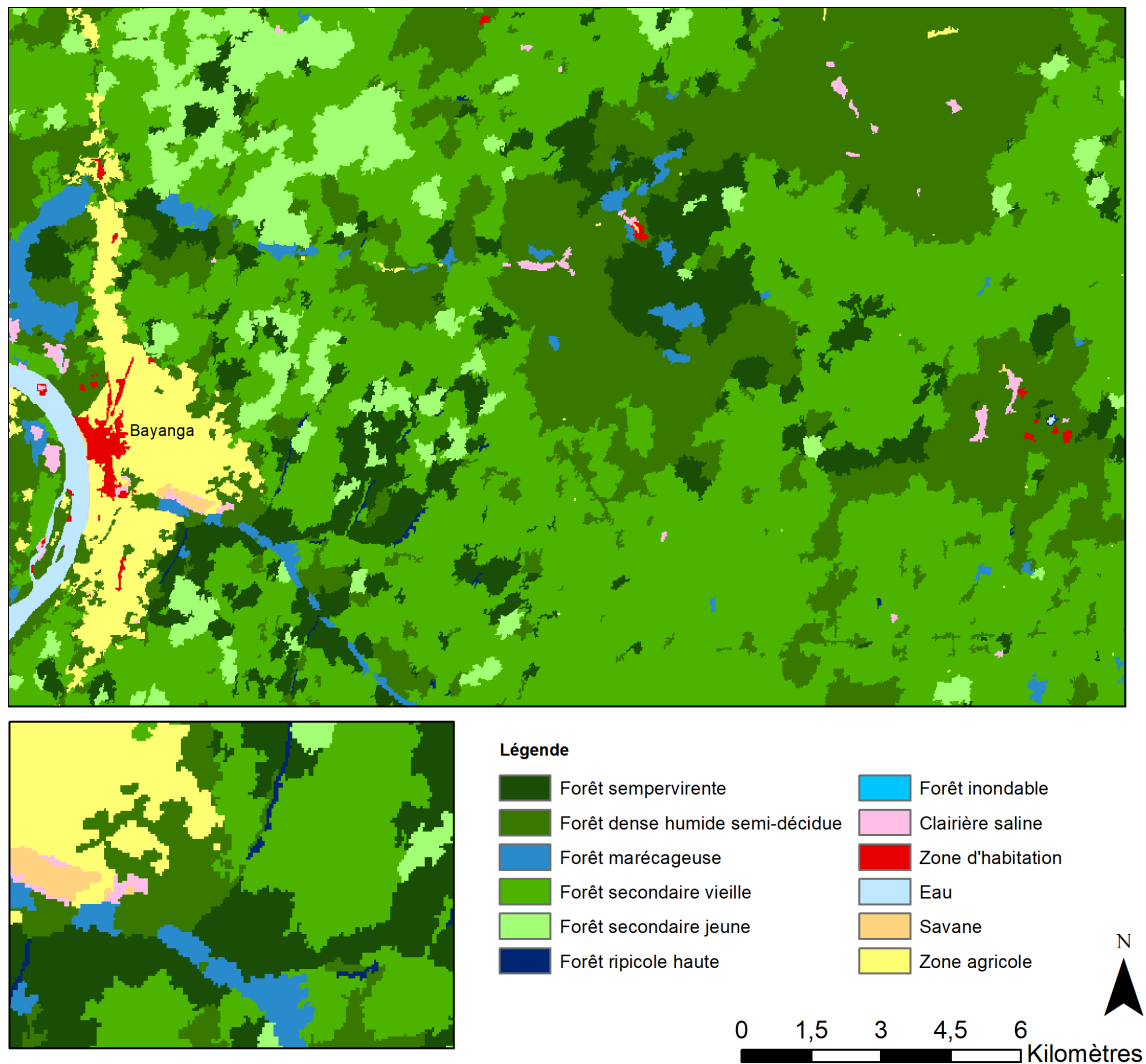 Bayanga
Légende
Forêt sempervirente
Forêt dense humide semi-décidue
Forêt marécageuse
Forêt secondaire vieille
Forêt secondaire jeune
Forêt ripicole haute
Forêt inondable
Clairière saline
Zone d'habitation
Eau
Savane
Zone agricole
N
0 1,5 3 4,5 6
Kilomètres